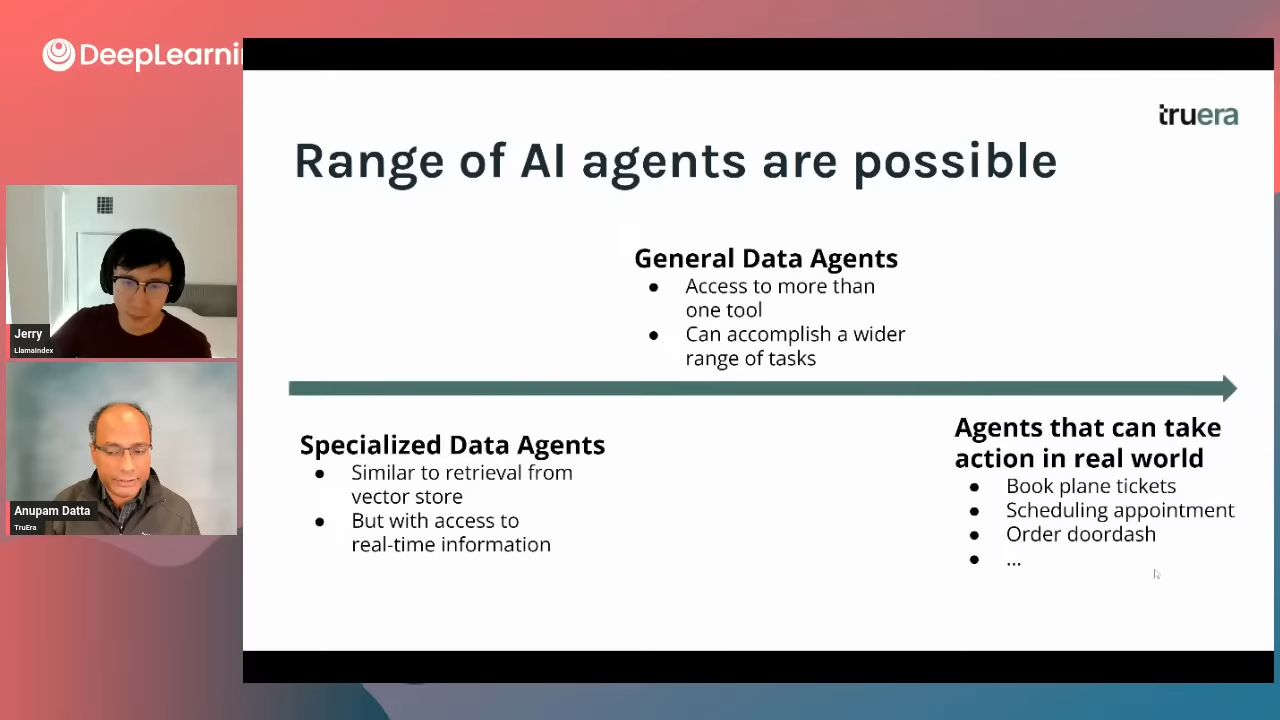 DeepLearni
truera
Range of AI agents are possible
General Data Agents
● Access to more than
one tool
● Can accomplish a wider
range of tasks
Specialized Data Agents
● Similar to retrieval from
vector store
● But with access to
real-time information
Agents that can take
action in real world
● Book plane tickets
● Scheduling appointment
● Order doordash
● ...
Jerry
LlamaIndex
Anupam Datta
TruEra